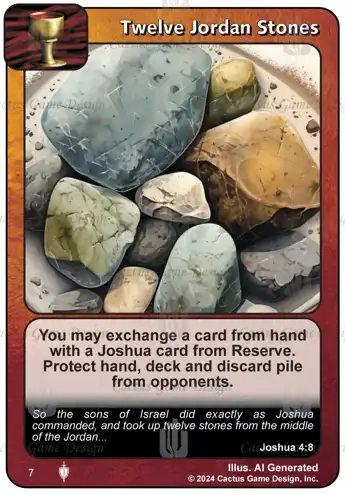 Twelve Jordan Stones
You may exchange a card from hand
with a Joshua card from Reserve.
Protect hand, deck and discard pile
from opponents.
So the sons of Israel did exactly as Joshua
commanded, and took up twelve stones from the middle
of the Jordan...
Joshua 4:8
7
Illus. AI Generated
© 2024 Cactus Game Design, Inc.